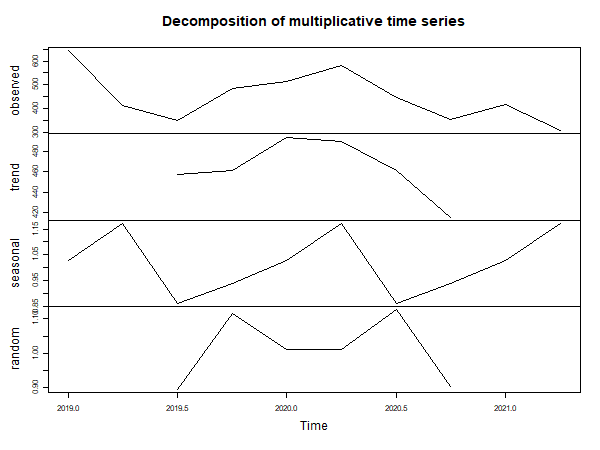 Decomposition of multiplicative time series
observed
300 400 500 600
trend
420 440 460 480
seasonal
0.85 0.95 1.05 1.15
random
0.90 1.00 1.10
2019.0 2019.5 2020.0 2020.5 2021.0
Time